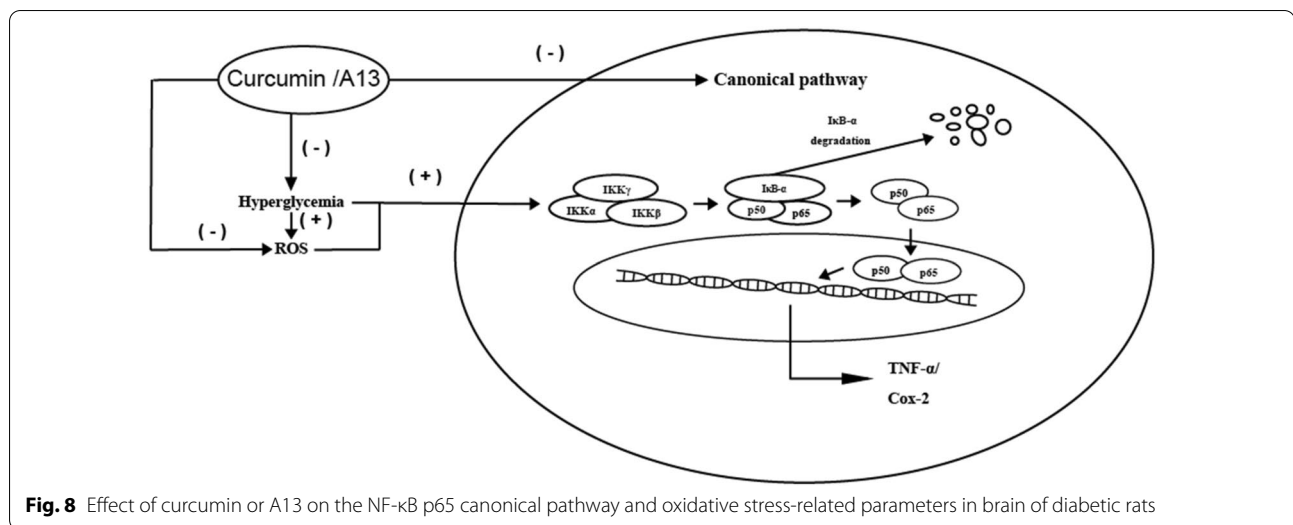 ( - )
Curcumin /A13
Canonical pathway
IκB-α
degradation
( - )
( + )
IKKγ
IκB-α
p50
Hyperglycemia
IKKα
IKKβ
p50
p65
p65
( + )
( - )
ROS
p50
p65
TNF-α/
Cox-2
Fig. 8 Effect of curcumin or A13 on the NF-κB p65 canonical pathway and oxidative stress-related parameters in brain of diabetic rats